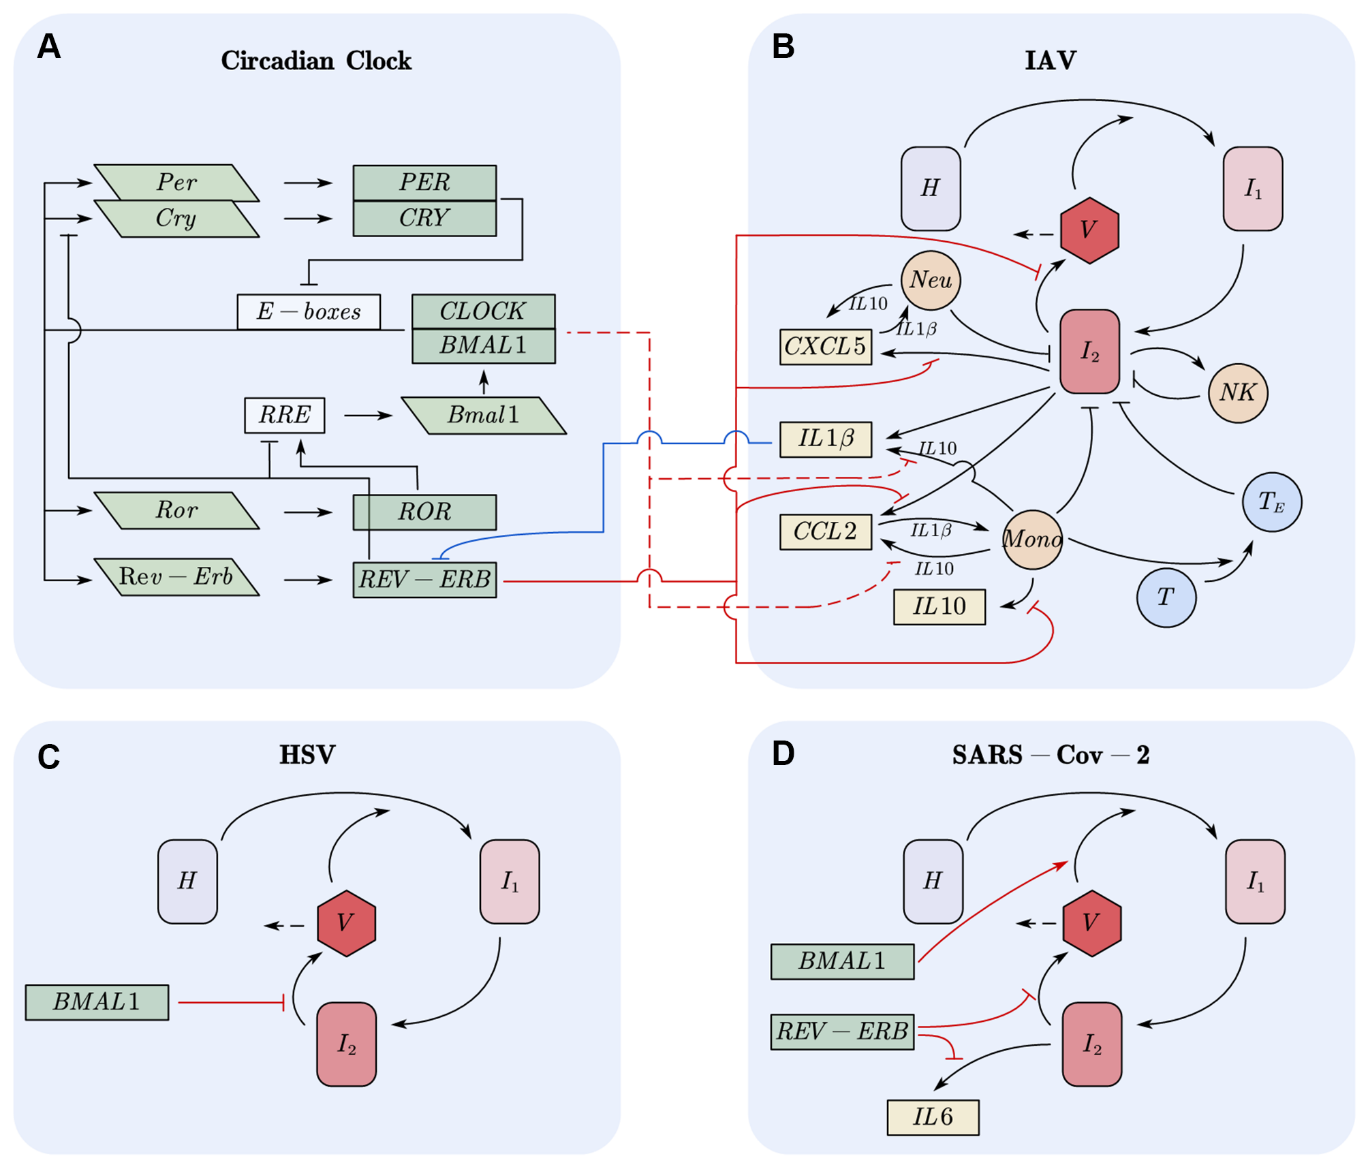 A
Circadian Clock
Per
PER
Cry
CRY
E – boxes
CLOCK
BMAL1
RRE
Bmal1
Ror
ROR
Rev – Erb
REV – ERB
B
IAV
H
I1
V
Neu
IL10
IL1β
CXCL5
I2
NK
IL1β
IL10
TE
CCL2
IL1β
Mono
IL10
IL10
T
C
HSV
H
I1
V
BMAL1
I2
D
SARS – Cov – 2
H
I1
V
BMAL1
REV – ERB
I2
IL6